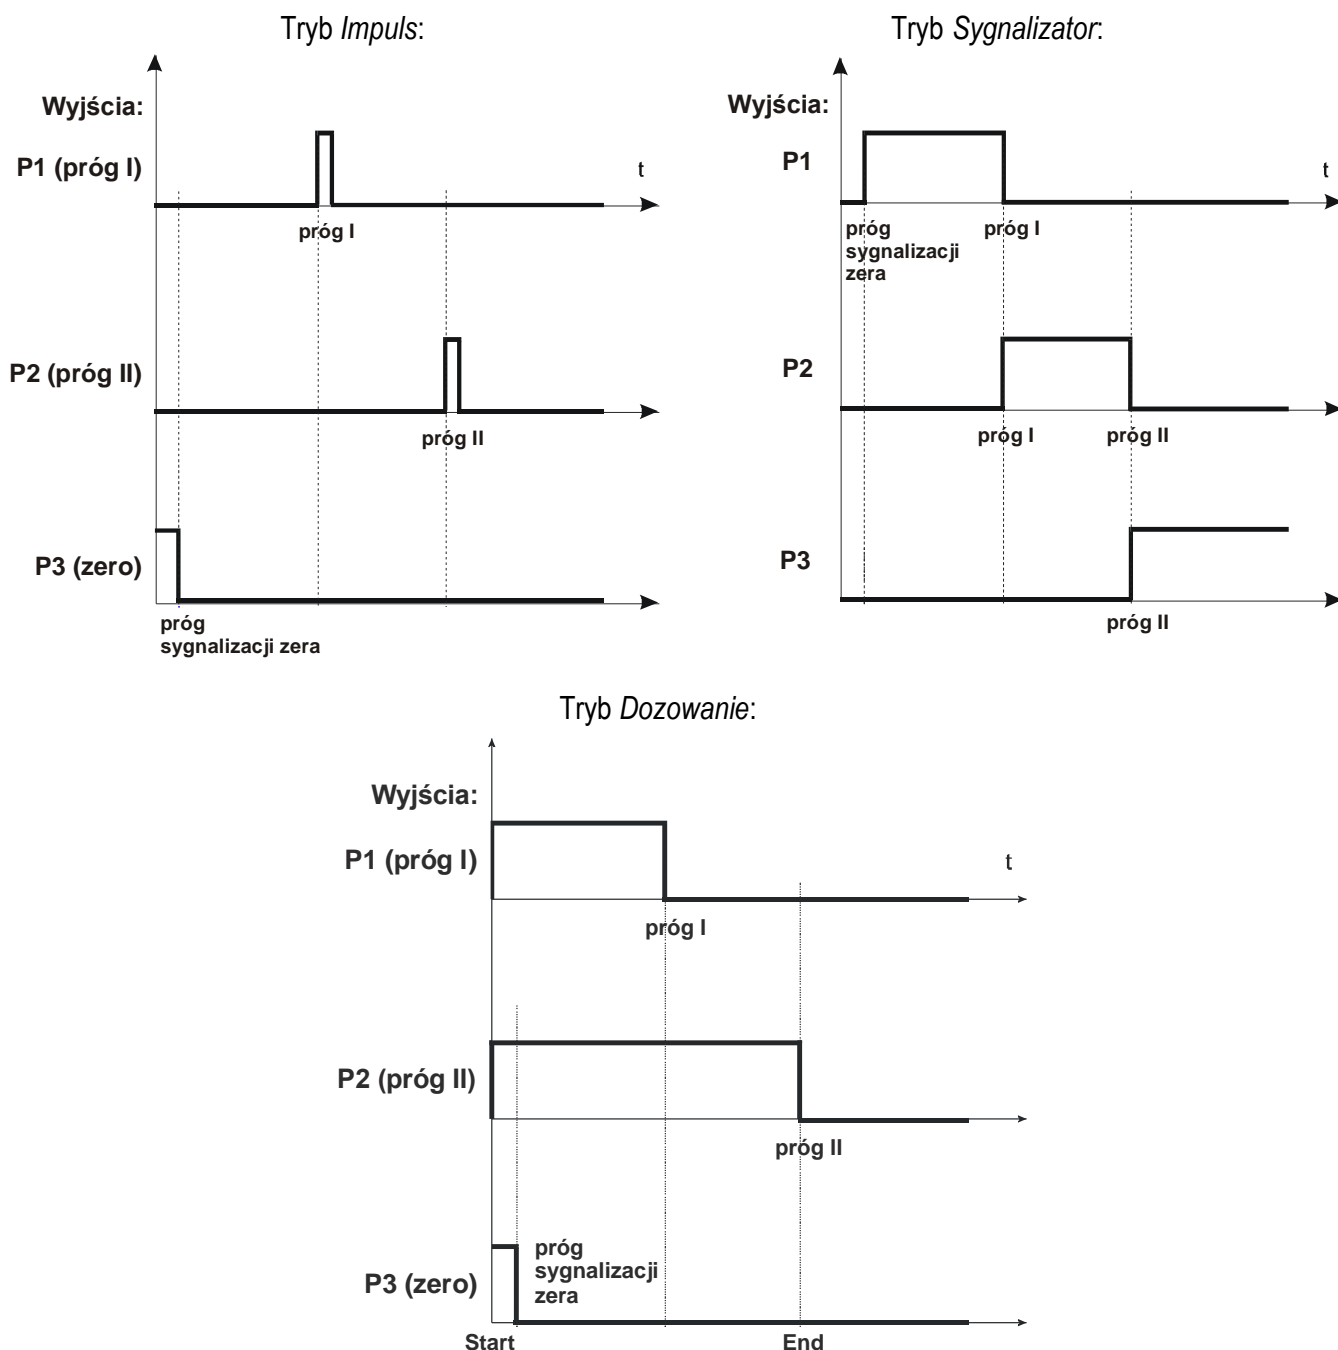 Tryb Impuls:
Wyjścia:
P1 (próg I)
t
próg I
P2 (próg II)
próg II
P3 (zero)
próg
sygnalizacji zera
Tryb Sygnalizator:
Wyjścia:
P1
t
próg
sygnalizacji
zera
próg I
P2
próg I
próg II
P3
próg II
Tryb Dozowanie:
Wyjścia:
P1 (próg I)
t
próg I
P2 (próg II)
próg II
próg
sygnalizacji
zera
P3 (zero)
Start
End